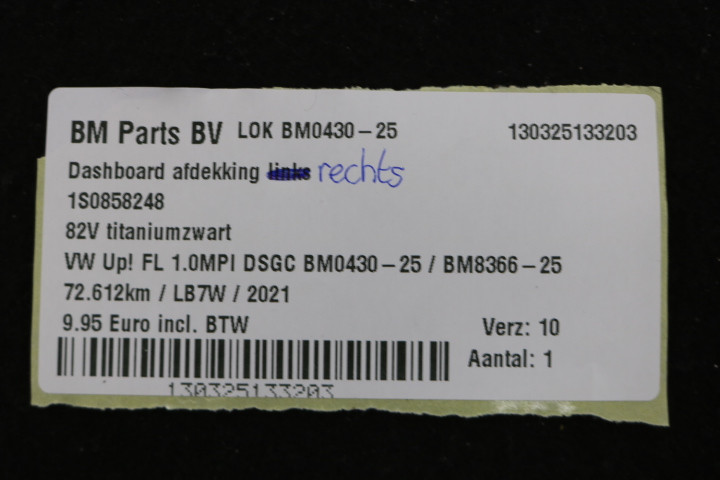 BM Parts BV LOK BM0430-25 130325133203
Dashboard afdekking links rechts
1S0858248
82V titaniumzwart
VW Up! FL 1.0MPI DSGC BM0430-25 / BM8366-25
72.612km / LB7W / 2021
9.95 Euro incl. BTW Verz: 10
Aantal: 1
130325133203